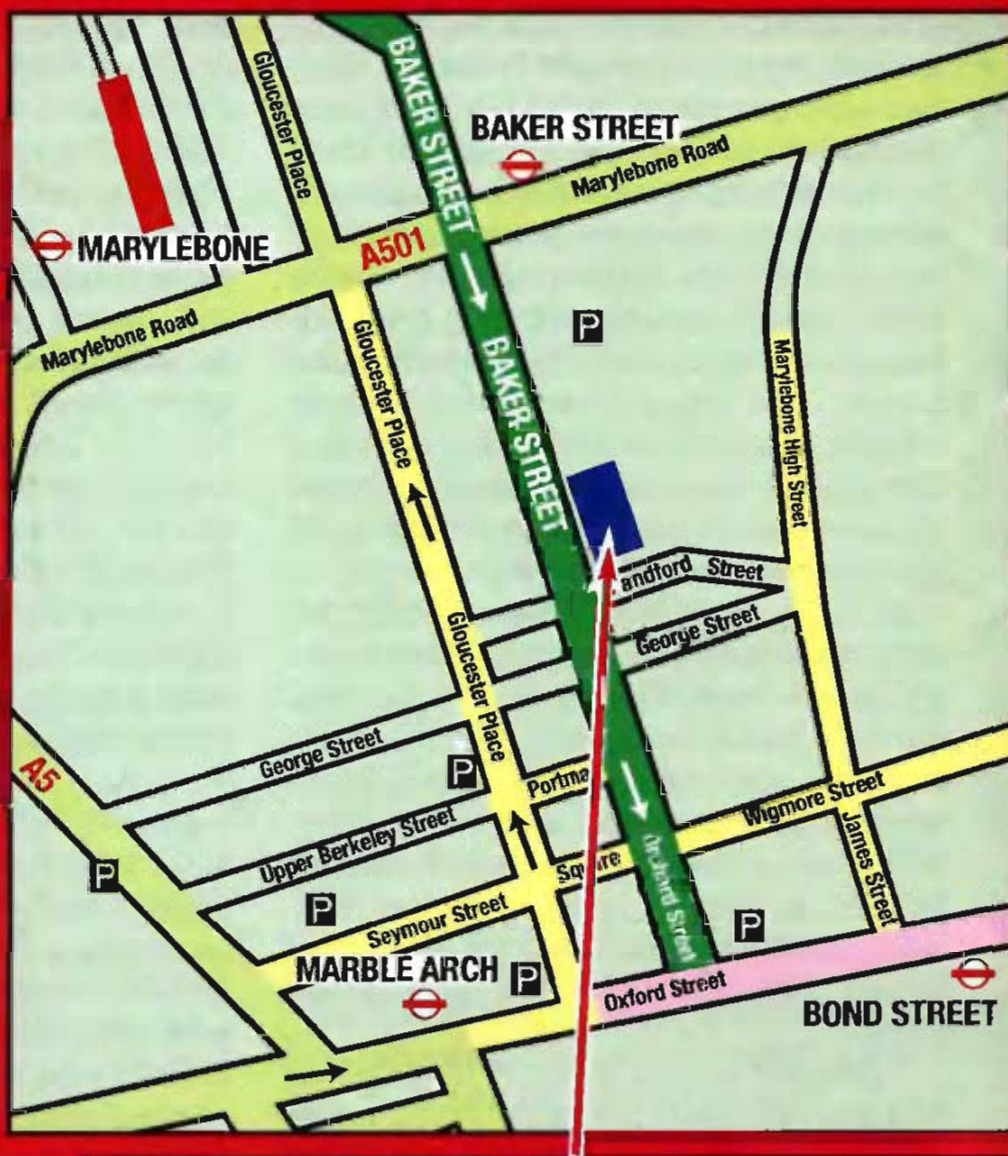 Gloucester Place
BAKER STREET
BAKER STREET
Marylebone Road
MARYLEBONE
A501
Marylebone Road
P
Gloucester Place
BAKER STREET
Marylebone High Street
andford Street
George Street
Gloucester Place
George Street
A5
P
Portma
Wigmore Street
Upper Berkeley Street
James Street
P
Square
Orchard Street
P
Seymour Street
P
MARBLE ARCH
P
Oxford Street
BOND STREET